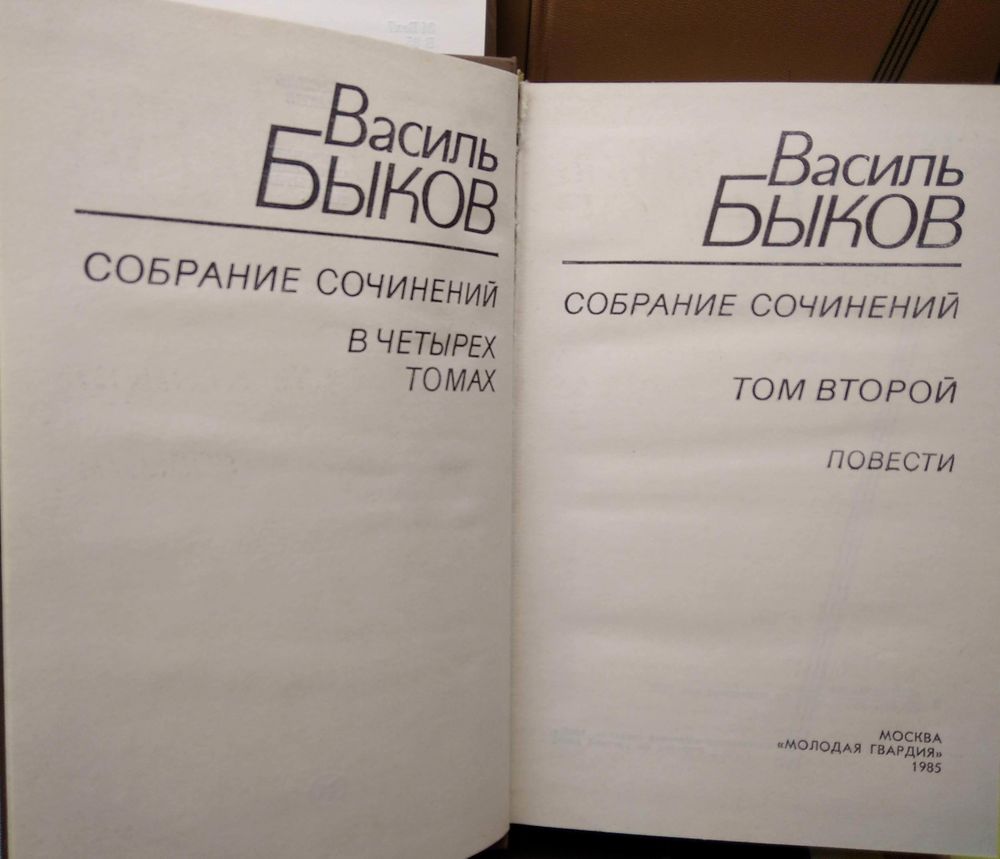 Василь
БЫКОВ
СОБРАНИЕ СОЧИНЕНИЙ
В ЧЕТЫРЕХ
ТОМАХ
Василь
БЫКОВ
СОБРАНИЕ СОЧИНЕНИЙ
ТОМ ВТОРОЙ
ПОВЕСТИ
МОСКВА
«МОЛОДАЯ ГВАРДИЯ»
1985